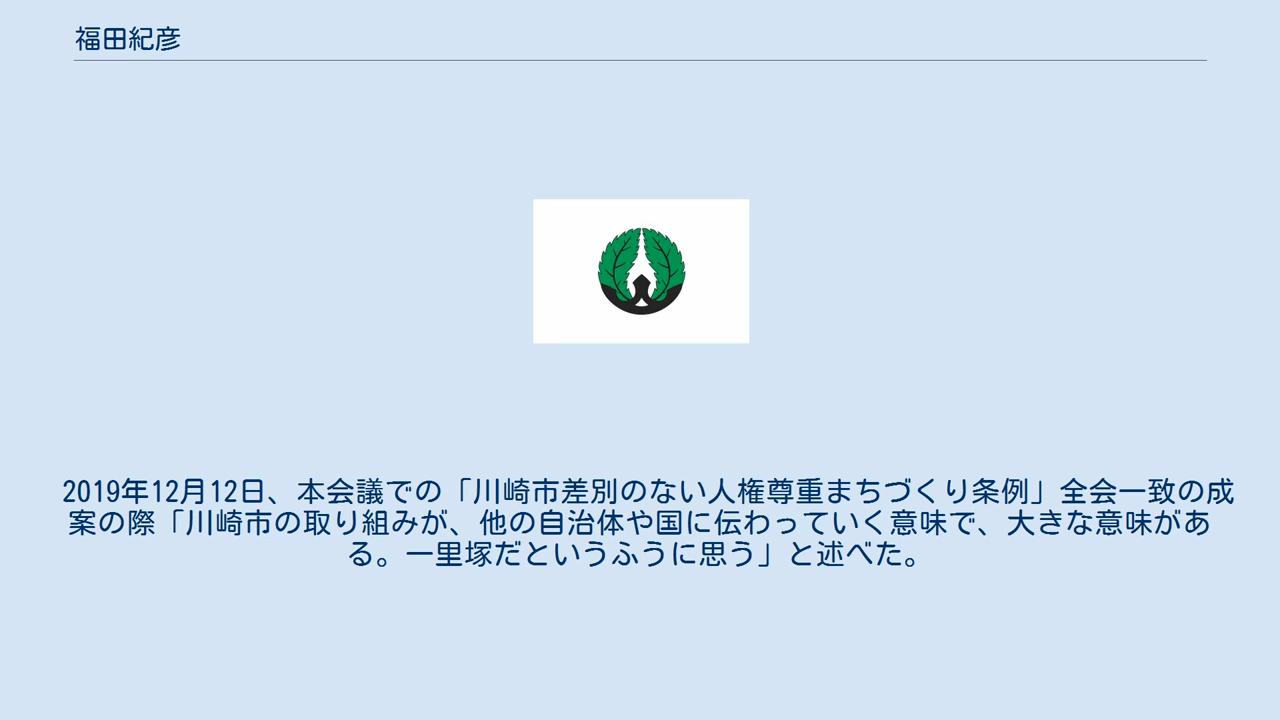 福田紀彦
2019年12月12日、本会議での「川崎市差別のない人権尊重まちづくり条例」全会一致の成
案の際「川崎市の取り組みが、他の自治体や国に伝わっていく意味で、大きな意味があ
る。一里塚だというふうに思う」と述べた。